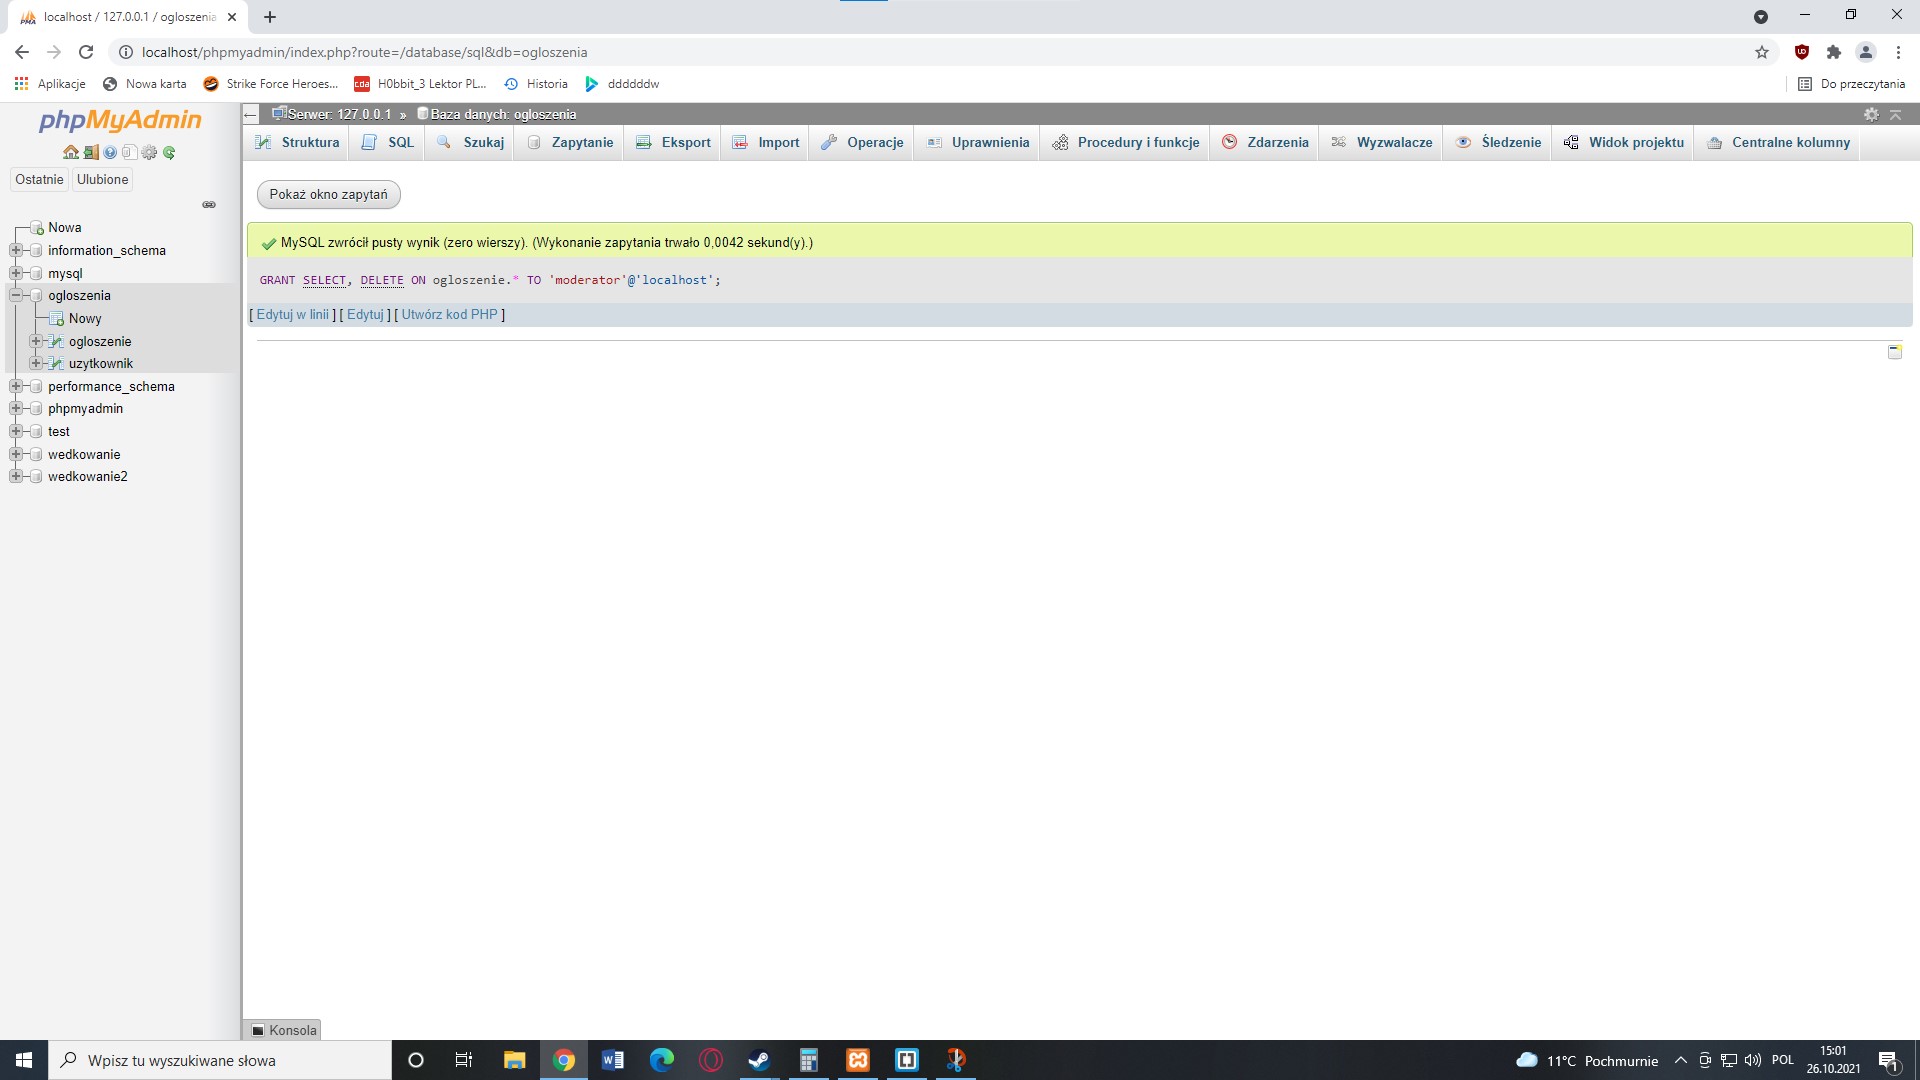 localhost / 127.0.0.1 / ogloszenia
localhost/phpmyadmin/index.php?route=/database/sql&db=ogloszenia
Aplikacje
Nowa karta
Strike Force Heroes...
cda
H0bbit_3 Lektor PL...
Historia
ddddddw
Do przeczytania
phpMyAdmin
Ostatnie
Ulubione
Nowa
information_schema
mysql
ogloszenia
Nowy
ogloszenie
uzytkownik
performance_schema
phpmyadmin
test
wedkowanie
wedkowanie2
Serwer: 127.0.0.1 » Baza danych: ogloszenia
Struktura
SQL
Szukaj
Zapytanie
Eksport
Import
Operacje
Uprawnienia
Procedury i funkcje
Zdarzenia
Wyzwalacze
Śledzenie
Widok projektu
Centralne kolumny
Pokaż okno zapytań
MySQL zwrócił pusty wynik (zero wierszy). (Wykonanie zapytania trwało 0,0042 sekund(y).)
GRANT SELECT, DELETE ON ogloszenie.* TO 'moderator'@'localhost';
[ Edytuj w linii ] [ Edytuj ] [ Utwórz kod PHP ]
Konsola
Wpisz tu wyszukiwane słowa
11°C Pochmurnie
POL
15:01
26.10.2021
1